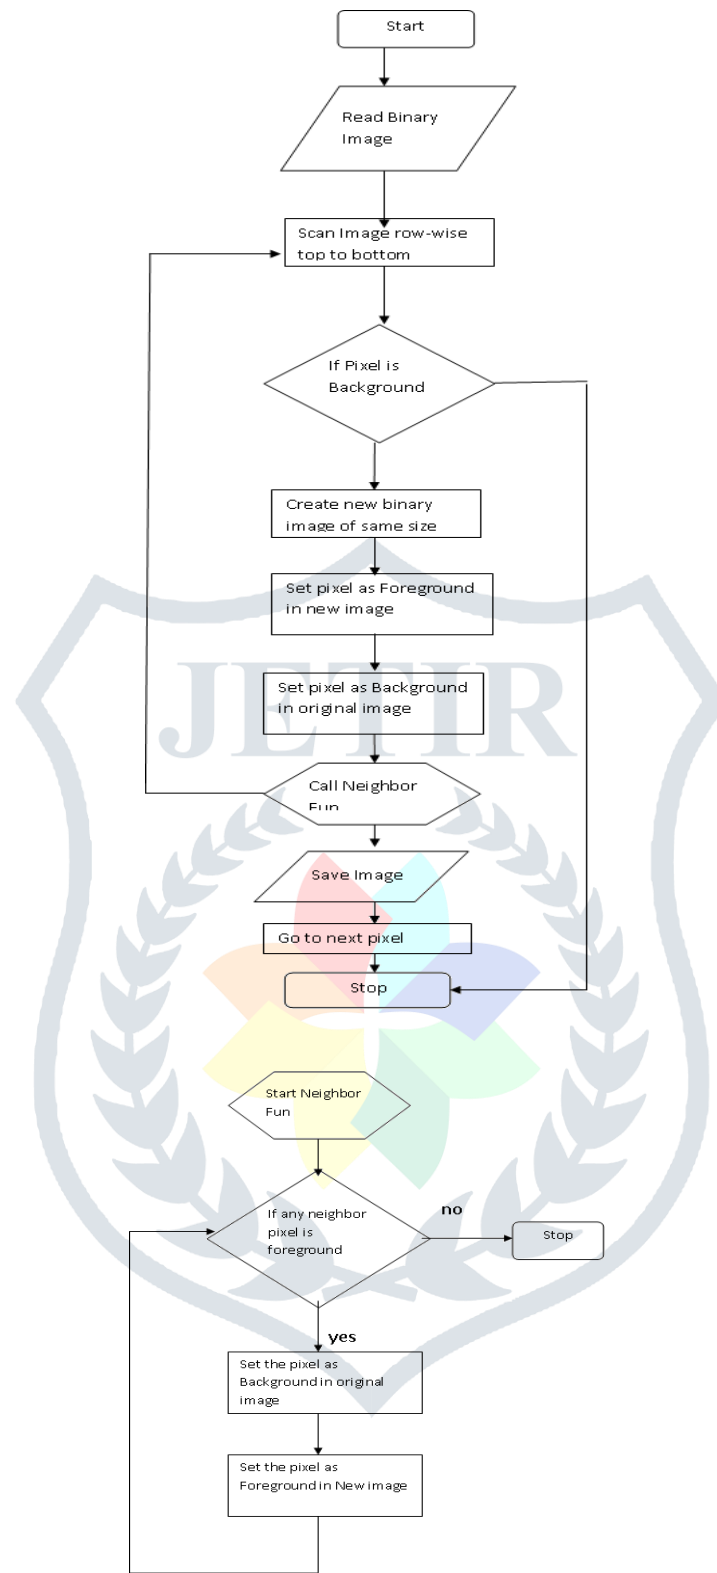 Start
Read Binary
Image
Scan Image row-wise
top to bottom
If Pixel is
Background
Create new binary
image of same size
Set pixel as Foreground
in new image
JETIR
Set pixel as Background
in original image
Call Neighbor
Fun
Save Image
Go to next pixel
Stop
Start Neighbor
Fun
If any neighbor
pixel is
foreground
no
Stop
yes
Set the pixel as
Background in original
image
Set the pixel as
Foreground in New image